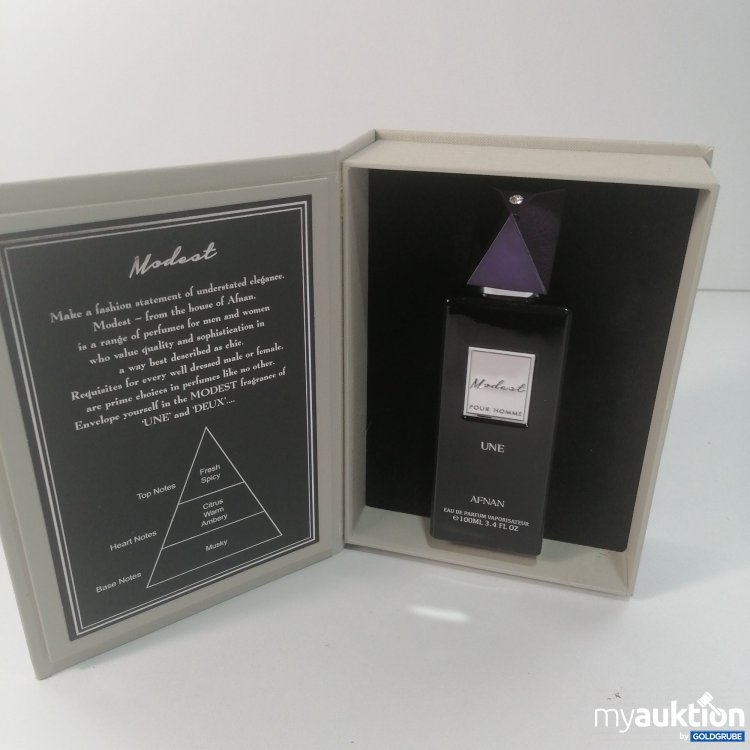 Modest
Make a fashion statement of understated elegance.
Modest ~ from the house of Afnan.
is a range of perfumes for men and women
who value quality and sophistication in
a way best described as chic.
Requisites for every well dressed male or female.
are prime choices in perfumes like no other.
Envelope yourself in the MODEST fragrance of
'UNE' and 'DEUX'....
Top Notes
Fresh
Spicy
Heart Notes
Citrus
Warm
Ambery
Base Notes
Musky
Modest
POUR HOMME
UNE
AFNAN
EAU DE PARFUM VAPORISATEUR
℮100ML 3.4 FL OZ
myauktion
by GOLDGRUBE